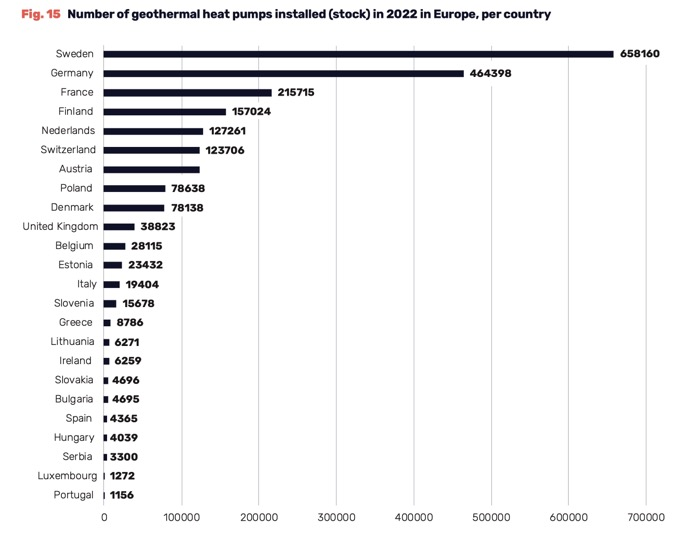 Fig. 15 Number of geothermal heat pumps installed (stock) in 2022 in Europe, per country
Sweden 658160
Germany 464398
France 215715
Finland 157024
Nederlands 127261
Switzerland 123706
Austria
Poland 78638
Denmark 78138
United Kingdom 38823
Belgium 28115
Estonia 23432
Italy 19404
Slovenia 15678
Greece 8786
Lithuania 6271
Ireland 6259
Slovakia 4696
Bulgaria 4695
Spain 4365
Hungary 4039
Serbia 3300
Luxembourg 1272
Portugal 1156
0 100000 200000 300000 400000 500000 600000 700000